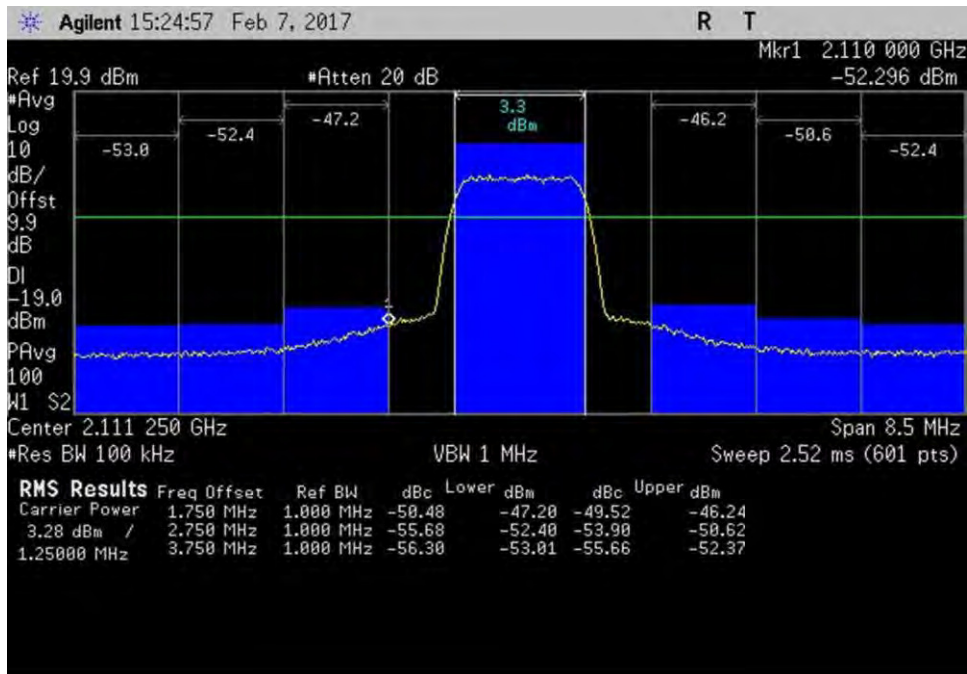 Agilent 15:24:57 Feb 7, 2017 R T
Mkr1 2.110 000 GHz
Ref 19.9 dBm #Atten 20 dB -52.296 dBm
#Avg
Log
10
dB/
Offst
9.9
dB
DI
-19.0
dBm
PAvg
100
W1 S2
-53.0 -52.4 -47.2 3.3 -46.2 -50.6 -52.4
dBm
1
Center 2.111 250 GHz Span 8.5 MHz
#Res BW 100 kHz VBW 1 MHz Sweep 2.52 ms (601 pts)
RMS Results Freq Offset Ref BW dBc Lower dBm dBc Upper dBm
Carrier Power 1.750 MHz 1.000 MHz -50.48 -47.20 -49.52 -46.24
3.28 dBm / 2.750 MHz 1.000 MHz -55.68 -52.40 -53.90 -50.62
1.25000 MHz 3.750 MHz 1.000 MHz -56.30 -53.01 -55.66 -52.37